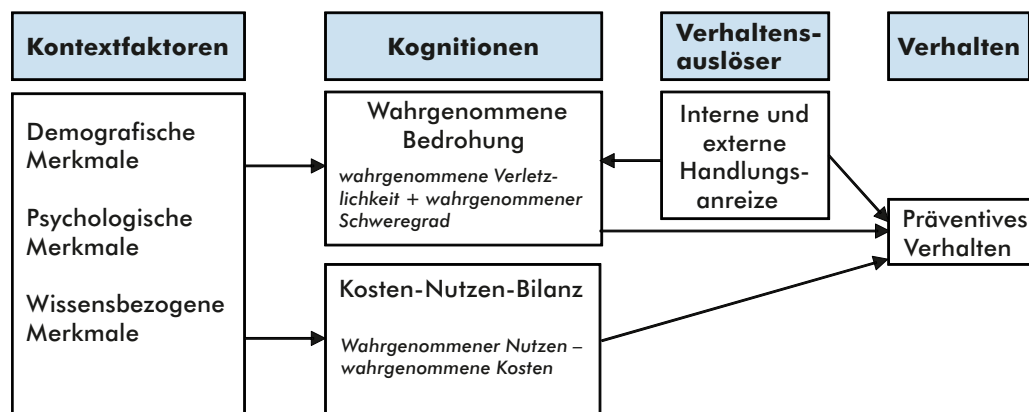 Kontextfaktoren
Kognitionen
Verhaltens-
auslöser
Verhalten
Demografische
Merkmale
Psychologische
Merkmale
Wissensbezogene
Merkmale
Wahrgenommene
Bedrohung
wahrgenommene Verletz-
lichkeit + wahrgenommener
Schweregrad
Kosten-Nutzen-Bilanz
Wahrgenommener Nutzen –
wahrgenommene Kosten
Interne und
externe
Handlungs-
anreize
Präventives
Verhalten